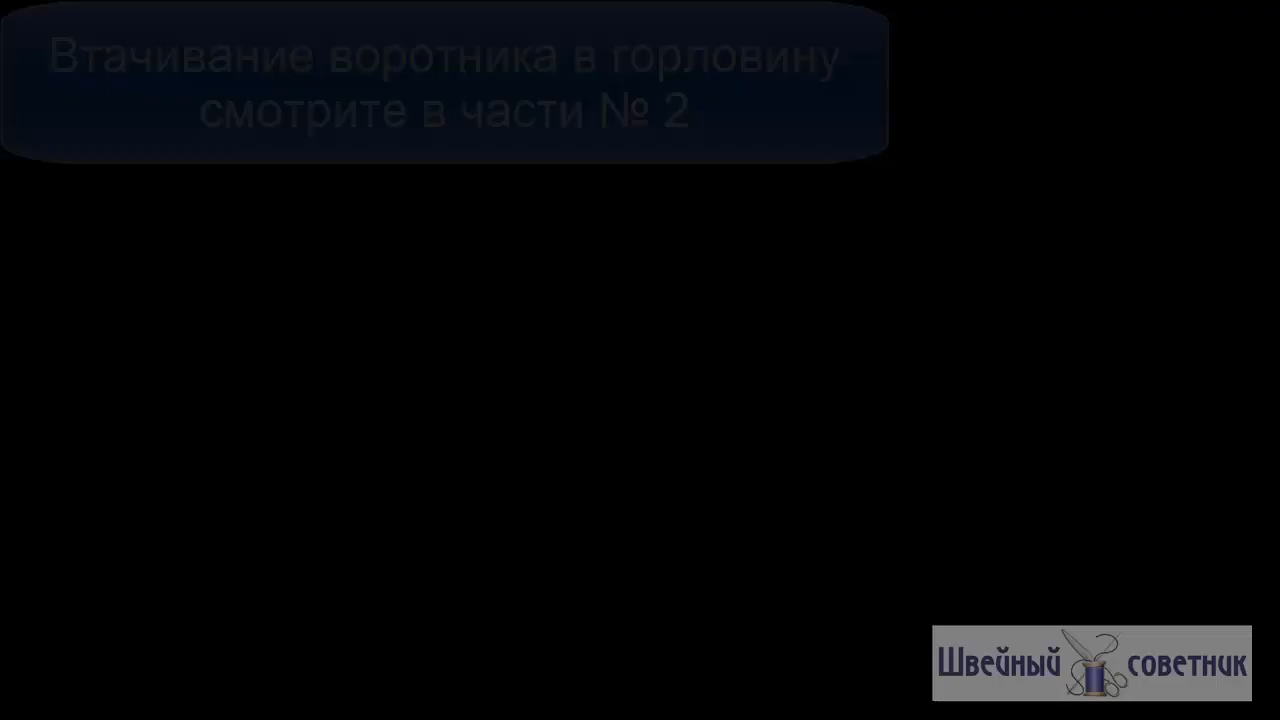 Втачивание воротника в горловину
смотрите в части № 2
Швейный советник